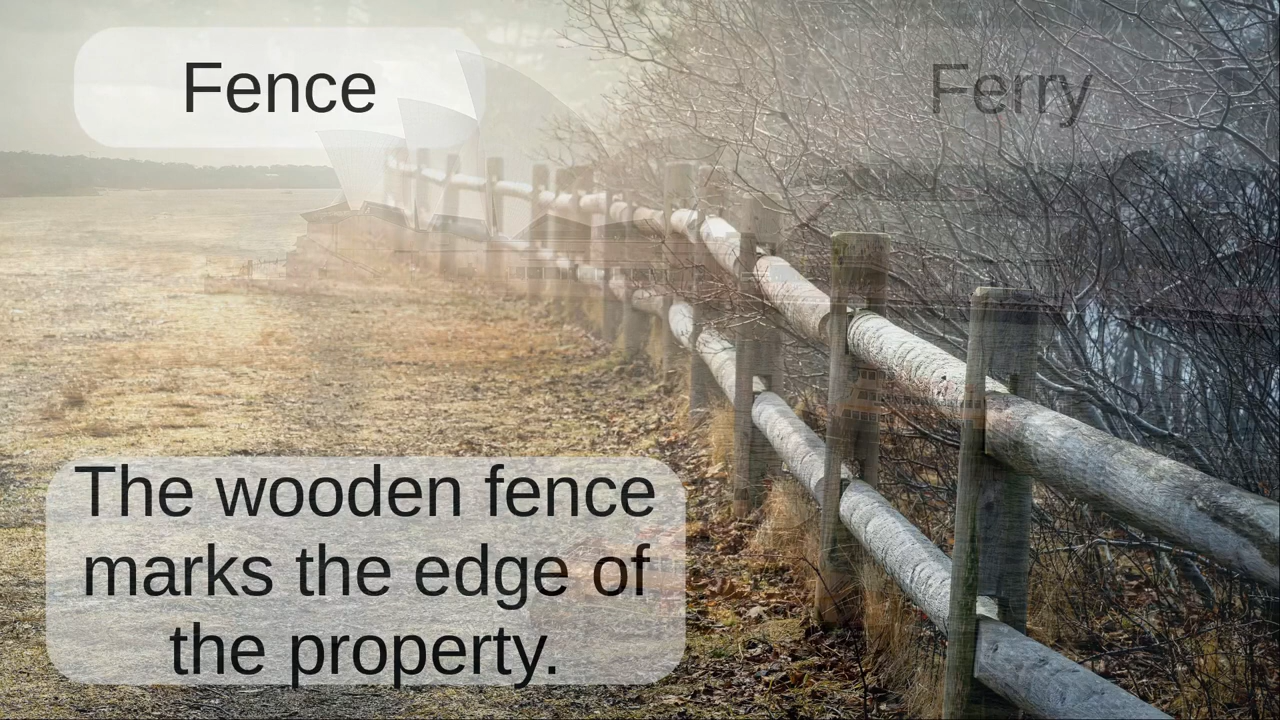 Fence
Ferry
The wooden fence
marks the edge of
the property.